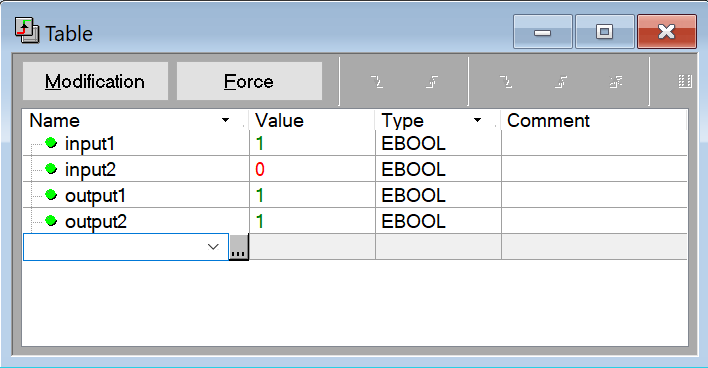 Table
Modification Force
Name Value Type Comment
input1 1 EBOOL
input2 0 EBOOL
output1 1 EBOOL
output2 1 EBOOL
...